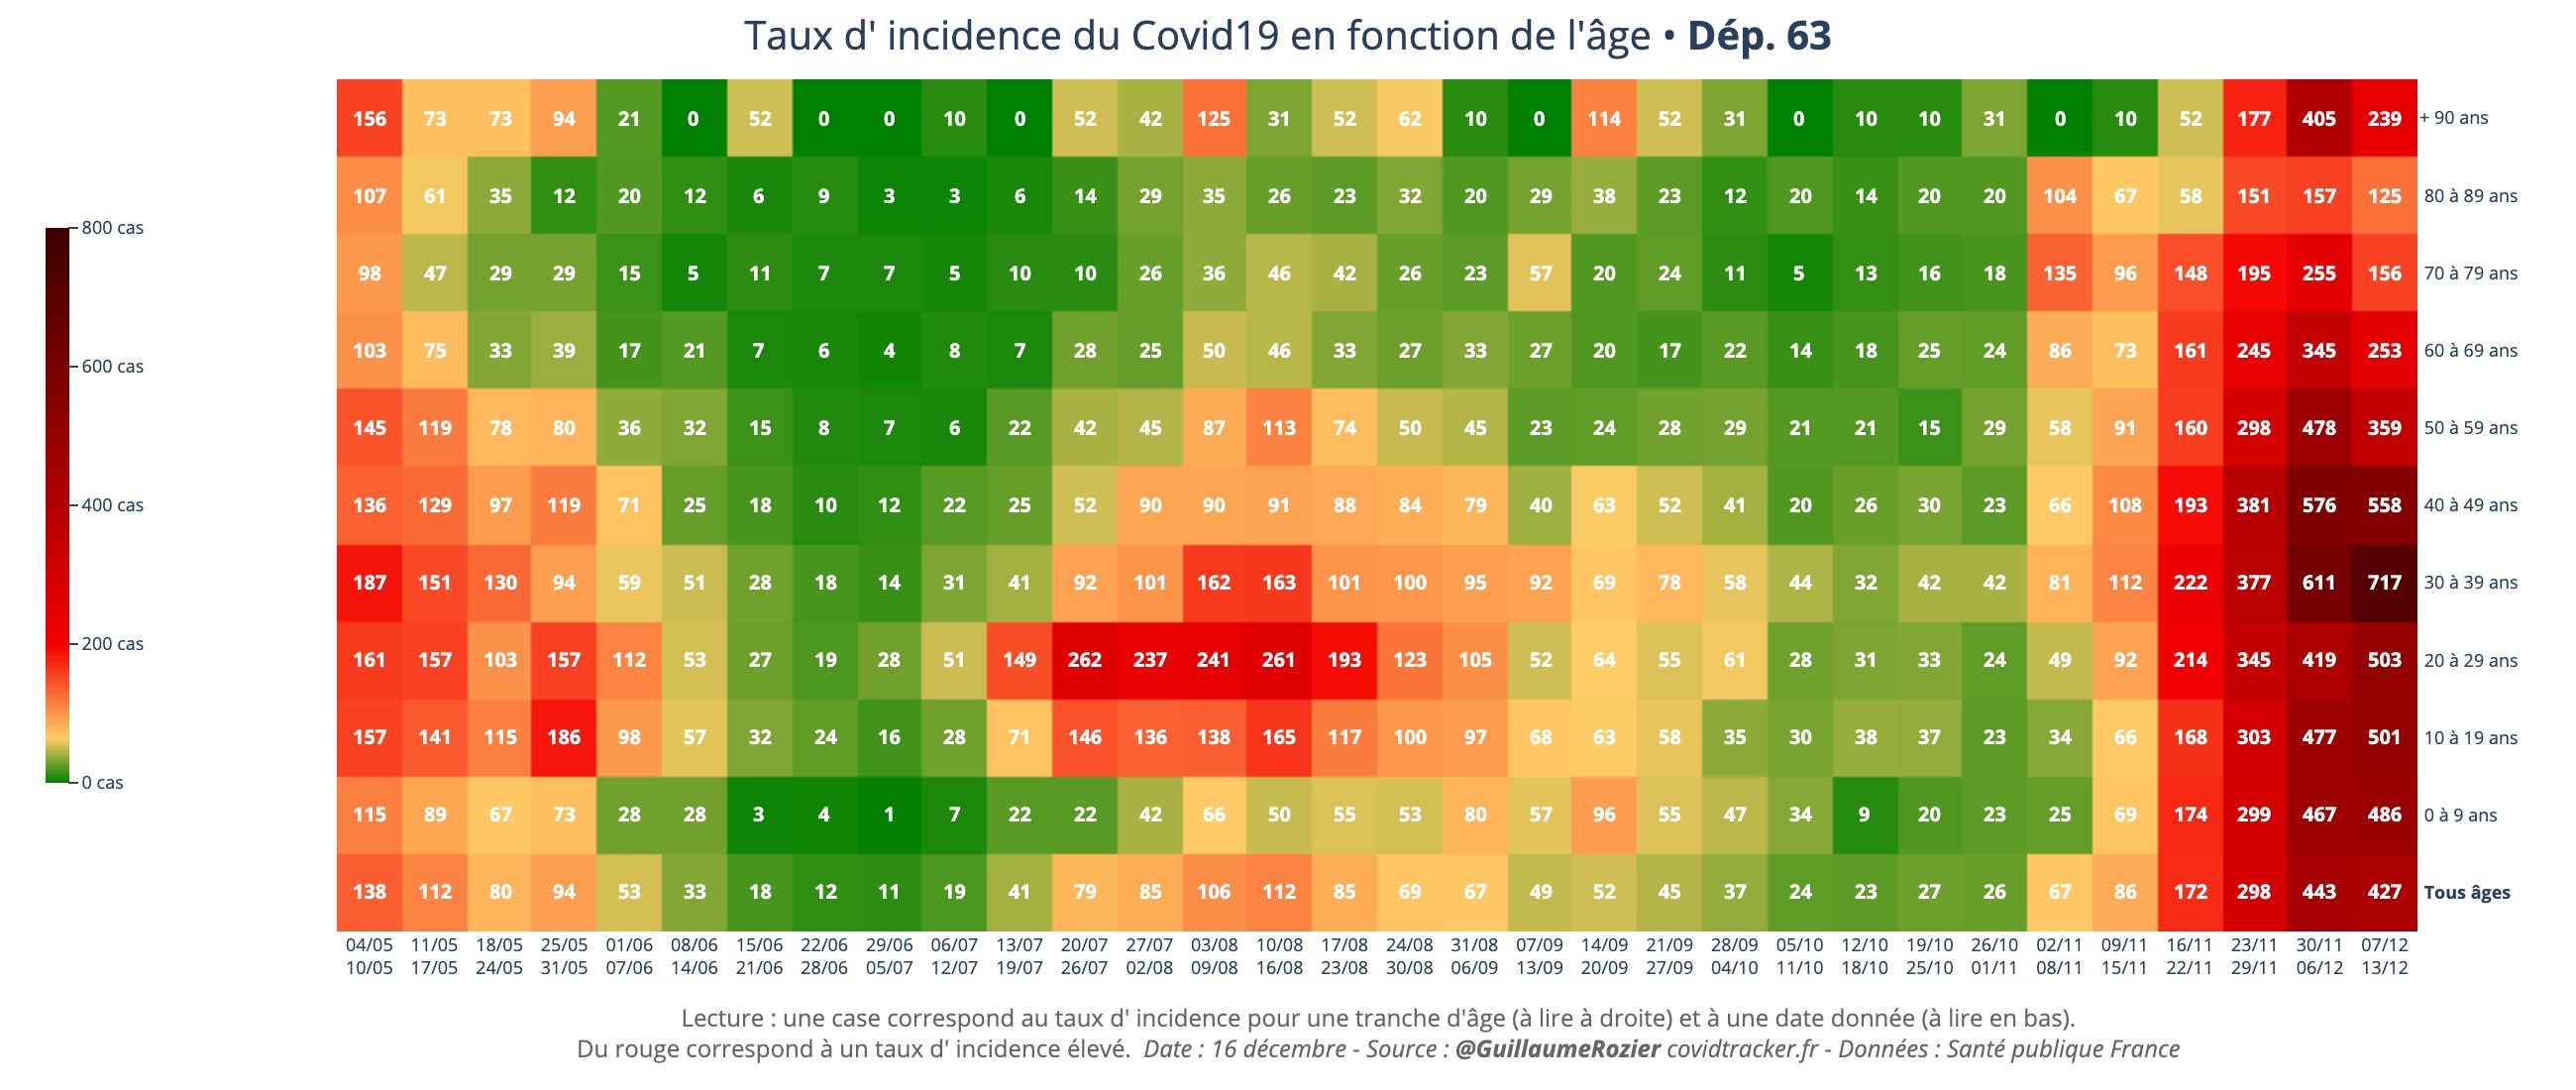 Taux d' incidence du Covid19 en fonction de l'âge • Dép. 63
800 cas
600 cas
400 cas
200 cas
0 cas
156 73 73 94 21 0 52 0 0 10 0 52 42 125 31 52 62 10 0 114 52 31 0 10 10 31 0 10 52 177 405 239 + 90 ans
107 61 35 12 20 12 6 9 3 3 6 14 29 35 26 23 32 20 29 38 23 12 20 14 20 20 104 67 58 151 157 125 80 à 89 ans
98 47 29 29 15 5 11 7 7 5 10 10 26 36 46 42 26 23 57 20 24 11 5 13 16 18 135 96 148 195 255 156 70 à 79 ans
103 75 33 39 17 21 7 6 4 8 7 28 25 50 46 33 27 33 27 20 17 22 14 18 25 24 86 73 161 245 345 253 60 à 69 ans
145 119 78 80 36 32 15 8 7 6 22 42 45 87 113 74 50 45 23 24 28 29 21 21 15 29 58 91 160 298 478 359 50 à 59 ans
136 129 97 119 71 25 18 10 12 22 25 52 90 90 91 88 84 79 40 63 52 41 20 26 30 23 66 108 193 381 576 558 40 à 49 ans
187 151 130 94 59 51 28 18 14 31 41 92 101 162 163 101 100 95 92 69 78 58 44 32 42 42 81 112 222 377 611 717 30 à 39 ans
161 157 103 157 112 53 27 19 28 51 149 262 237 241 261 193 123 105 52 64 55 61 28 31 33 24 49 92 214 345 419 503 20 à 29 ans
157 141 115 186 98 57 32 24 16 28 71 146 136 138 165 117 100 97 68 63 58 35 30 38 37 23 34 66 168 303 477 501 10 à 19 ans
115 89 67 73 28 28 3 4 1 7 22 22 42 66 50 55 53 80 57 96 55 47 34 9 20 23 25 69 174 299 467 486 0 à 9 ans
138 112 80 94 53 33 18 12 11 19 41 79 85 106 112 85 69 67 49 52 45 37 24 23 27 26 67 86 172 298 443 427 Tous âges
04/05 11/05 18/05 25/05 01/06 08/06 15/06 22/06 29/06 06/07 13/07 20/07 27/07 03/08 10/08 17/08 24/08 31/08 07/09 14/09 21/09 28/09 05/10 12/10 19/10 26/10 02/11 09/11 16/11 23/11 30/11 07/12
10/05 17/05 24/05 31/05 07/06 14/06 21/06 28/06 05/07 12/07 19/07 26/07 02/08 09/08 16/08 23/08 30/08 06/09 13/09 20/09 27/09 04/10 11/10 18/10 25/10 01/11 08/11 15/11 22/11 29/11 06/12 13/12
Lecture : une case correspond au taux d' incidence pour une tranche d'âge (à lire à droite) et à une date donnée (à lire en bas).
Du rouge correspond à un taux d' incidence élevé. Date : 16 décembre - Source : @GuillaumeRozier covidtracker.fr - Données : Santé publique France